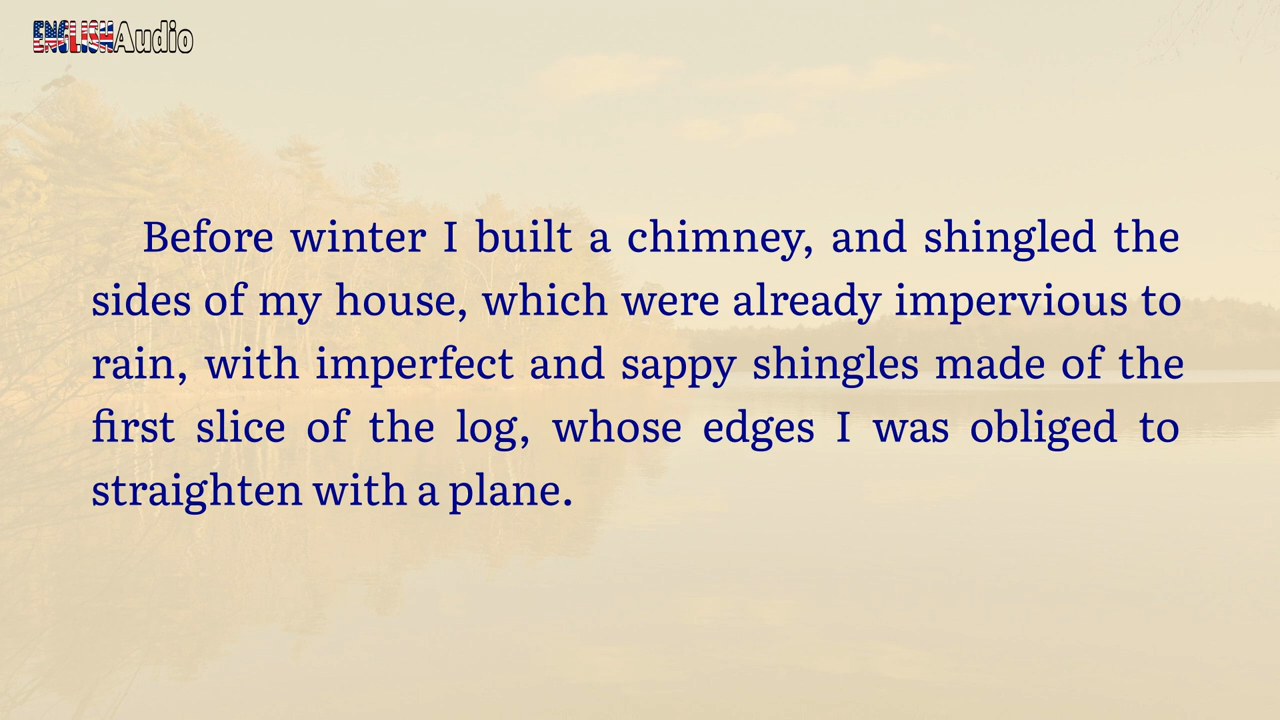 ENGLISHAudio
Before winter I built a chimney, and shingled the
sides of my house, which were already impervious to
rain, with imperfect and sappy shingles made of the
first slice of the log, whose edges I was obliged to
straighten with a plane.